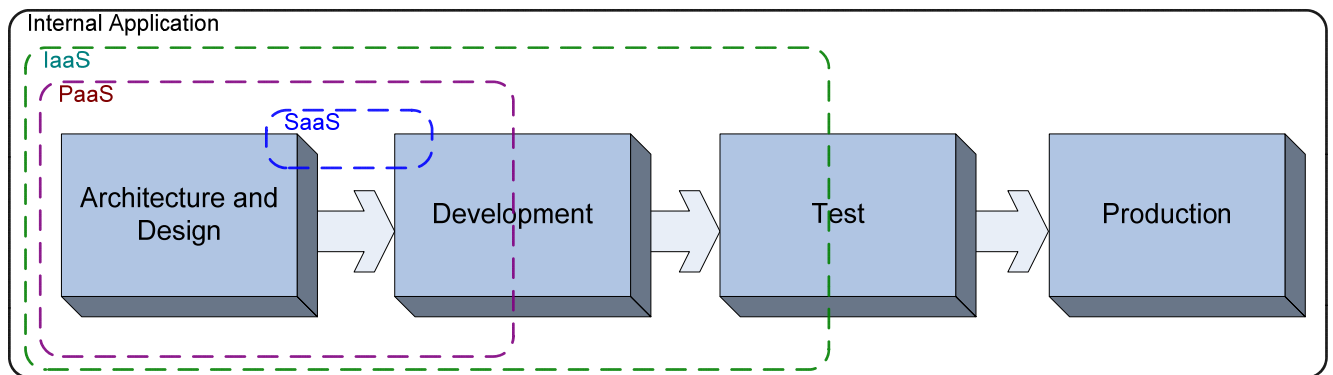 Internal Application
IaaS
PaaS
SaaS
Architecture and
Design
Development
Test
Production